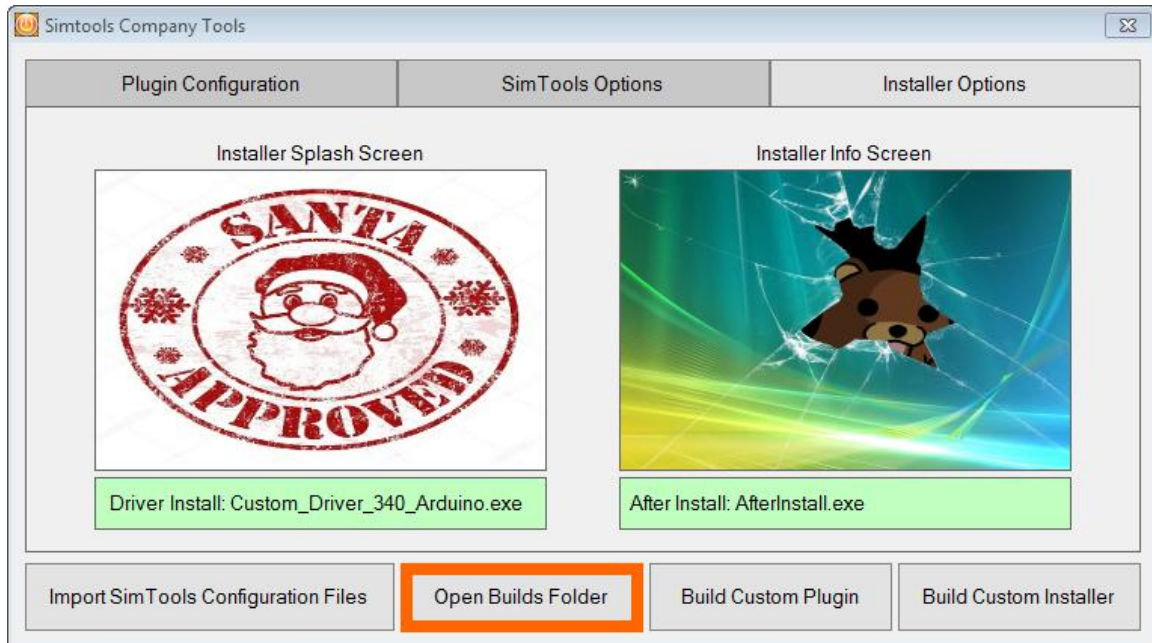 Simtools Company Tools
Plugin Configuration
SimTools Options
Installer Options
Installer Splash Screen
Installer Info Screen
SANTA
APPROVED
Driver Install: Custom_Driver_340_Arduino.exe
After Install: AfterInstall.exe
Import SimTools Configuration Files
Open Builds Folder
Build Custom Plugin
Build Custom Installer